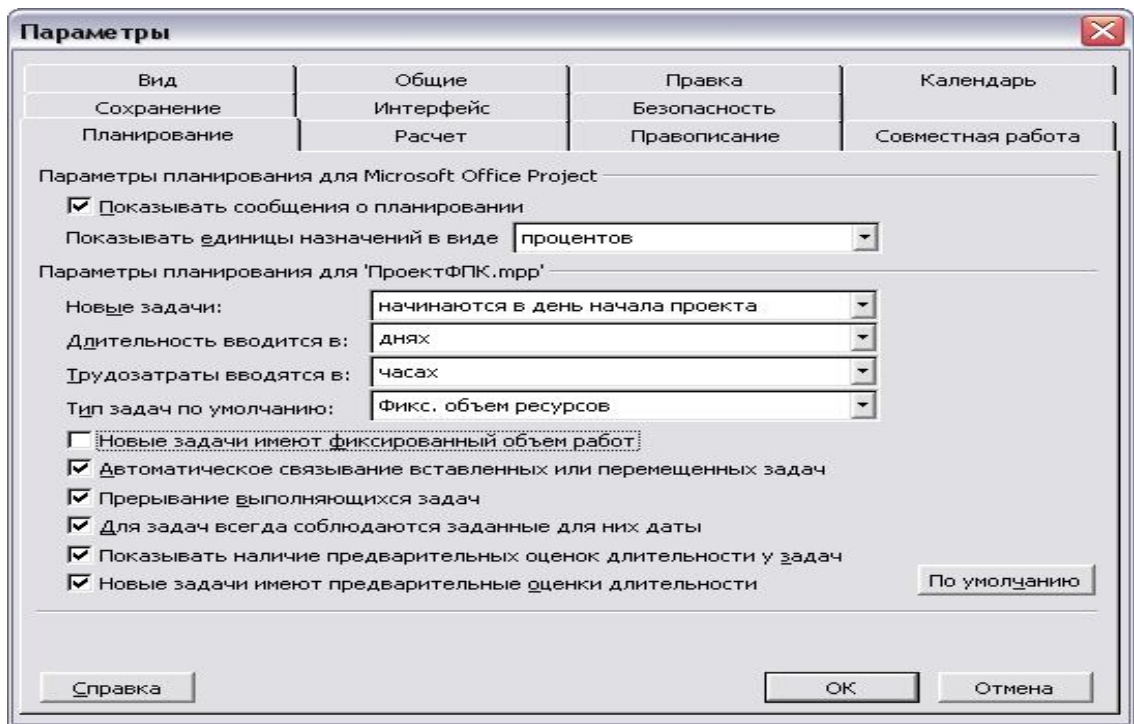 Параметры
Вид Общие Правка Календарь
Сохранение Интерфейс Безопасность
Планирование Расчет Правописание Совместная работа
Параметры планирования для Microsoft Office Project
Показывать сообщения о планировании
Показывать единицы назначений в виде процентов
Параметры планирования для 'ПроектФПК.mpp'
Новые задачи: начинаются в день начала проекта
Длительность вводится в: днях
Трудозатраты вводятся в: часах
Тип задач по умолчанию: Фикс. объем ресурсов
Новые задачи имеют фиксированный объем работ
Автоматическое связывание вставленных или перемещенных задач
Прерывание выполняющихся задач
Для задач всегда соблюдаются заданные для них даты
Показывать наличие предварительных оценок длительности у задач
Новые задачи имеют предварительные оценки длительности По умолчанию
Справка ОК Отмена